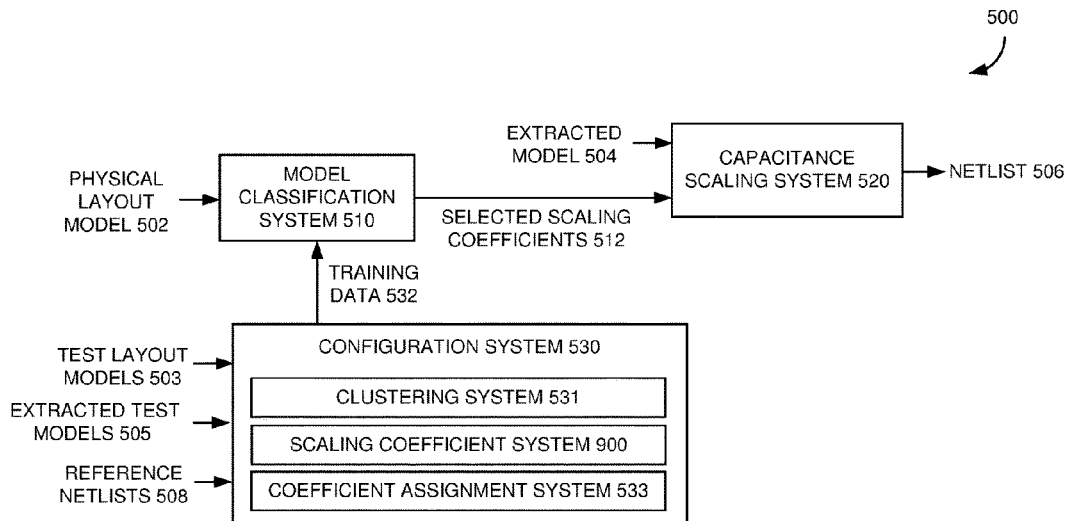 500
EXTRACTED
MODEL 504
CAPACITANCE
SCALING SYSTEM 520
NETLIST 506
PHYSICAL
LAYOUT
MODEL 502
MODEL
CLASSIFICATION
SYSTEM 510
SELECTED SCALING
COEFFICIENTS 512
TRAINING
DATA 532
TEST LAYOUT
MODELS 503
EXTRACTED TEST
MODELS 505
REFERENCE
NETLISTS 508
CONFIGURATION SYSTEM 530
CLUSTERING SYSTEM 531
SCALING COEFFICIENT SYSTEM 900
COEFFICIENT ASSIGNMENT SYSTEM 533